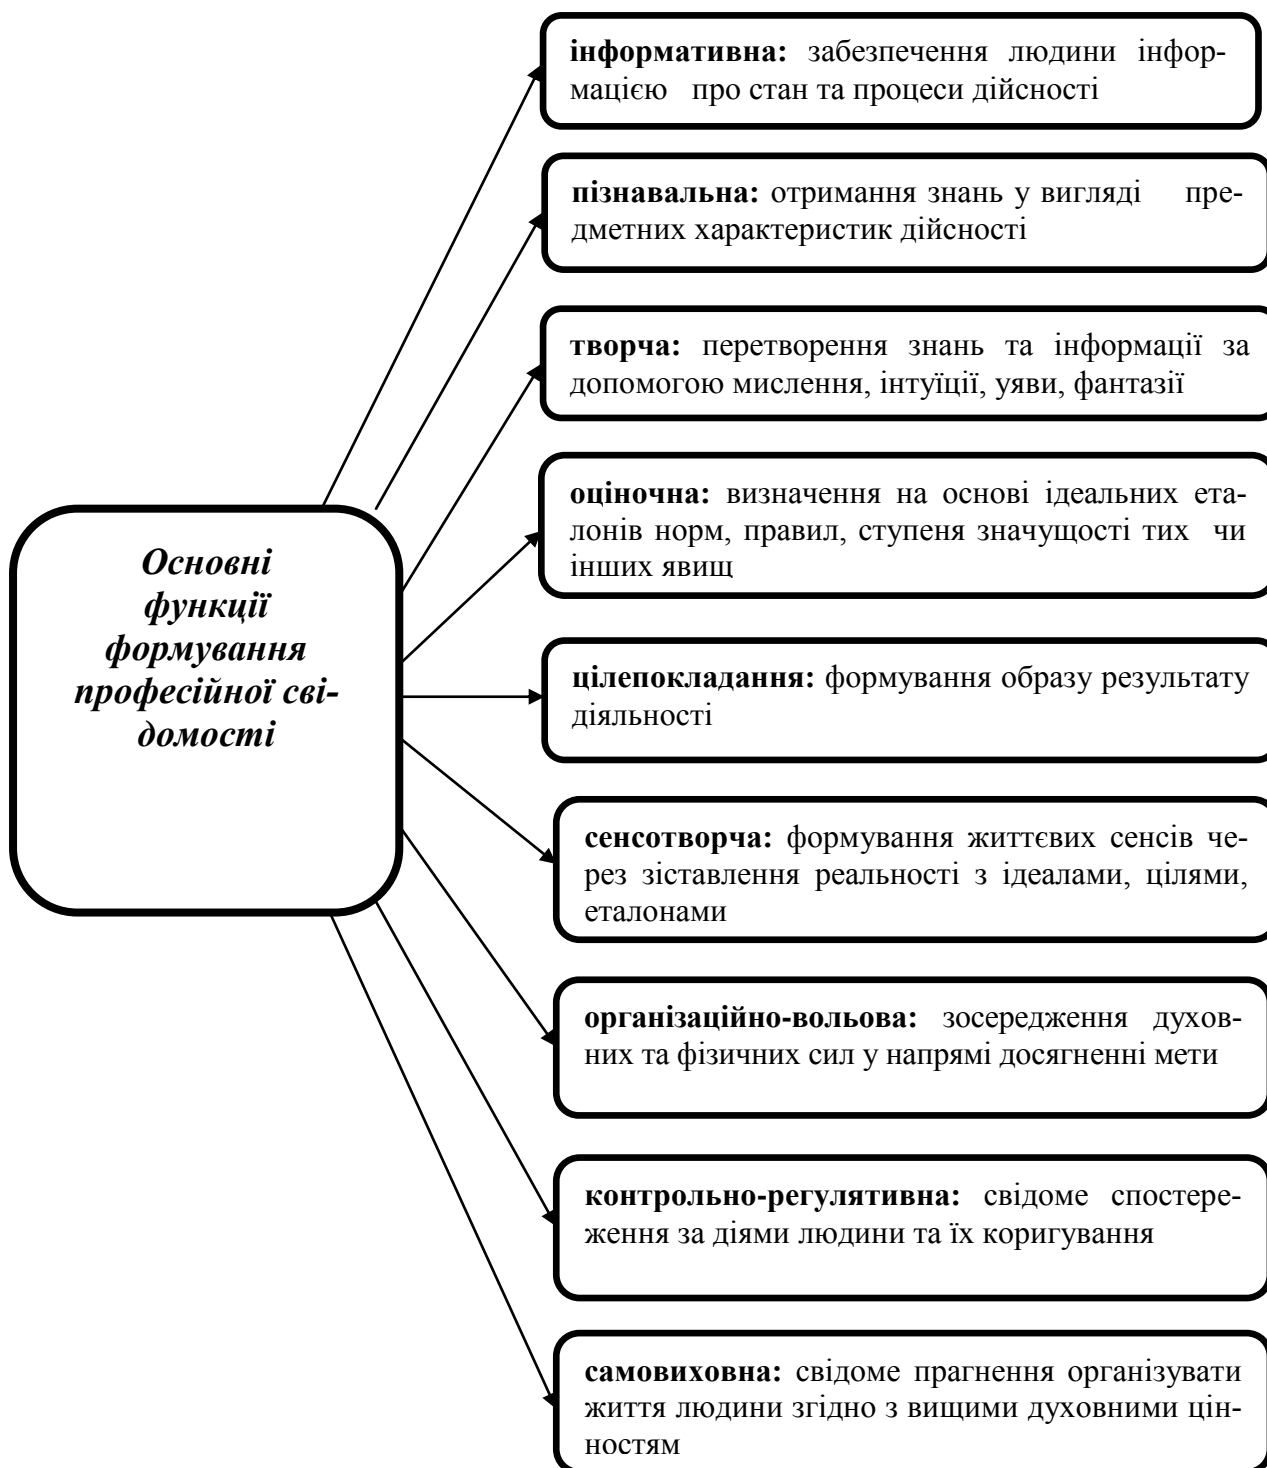 інформативна: забезпечення людини інфор-
мацією про стан та процеси дійсності
пізнавальна: отримання знань у вигляді пре-
дметних характеристик дійсності
творча: перетворення знань та інформації за
допомогою мислення, інтуїції, уяви, фантазії
оціночна: визначення на основі ідеальних ета-
лонів норм, правил, ступеня значущості тих чи
інших явищ
Основні
функції
формування
професійної сві-
домості
цілепокладання: формування образу результату
діяльності
сенсотворча: формування життєвих сенсів че-
рез зіставлення реальності з ідеалами, цілями,
еталонами
організаційно-вольова: зосередження духов-
них та фізичних сил у напрямі досягненні мети
контрольно-регулятивна: свідоме спостере-
ження за діями людини та їх коригування
самовиховна: свідоме прагнення організувати
життя людини згідно з вищими духовними цін-
ностям